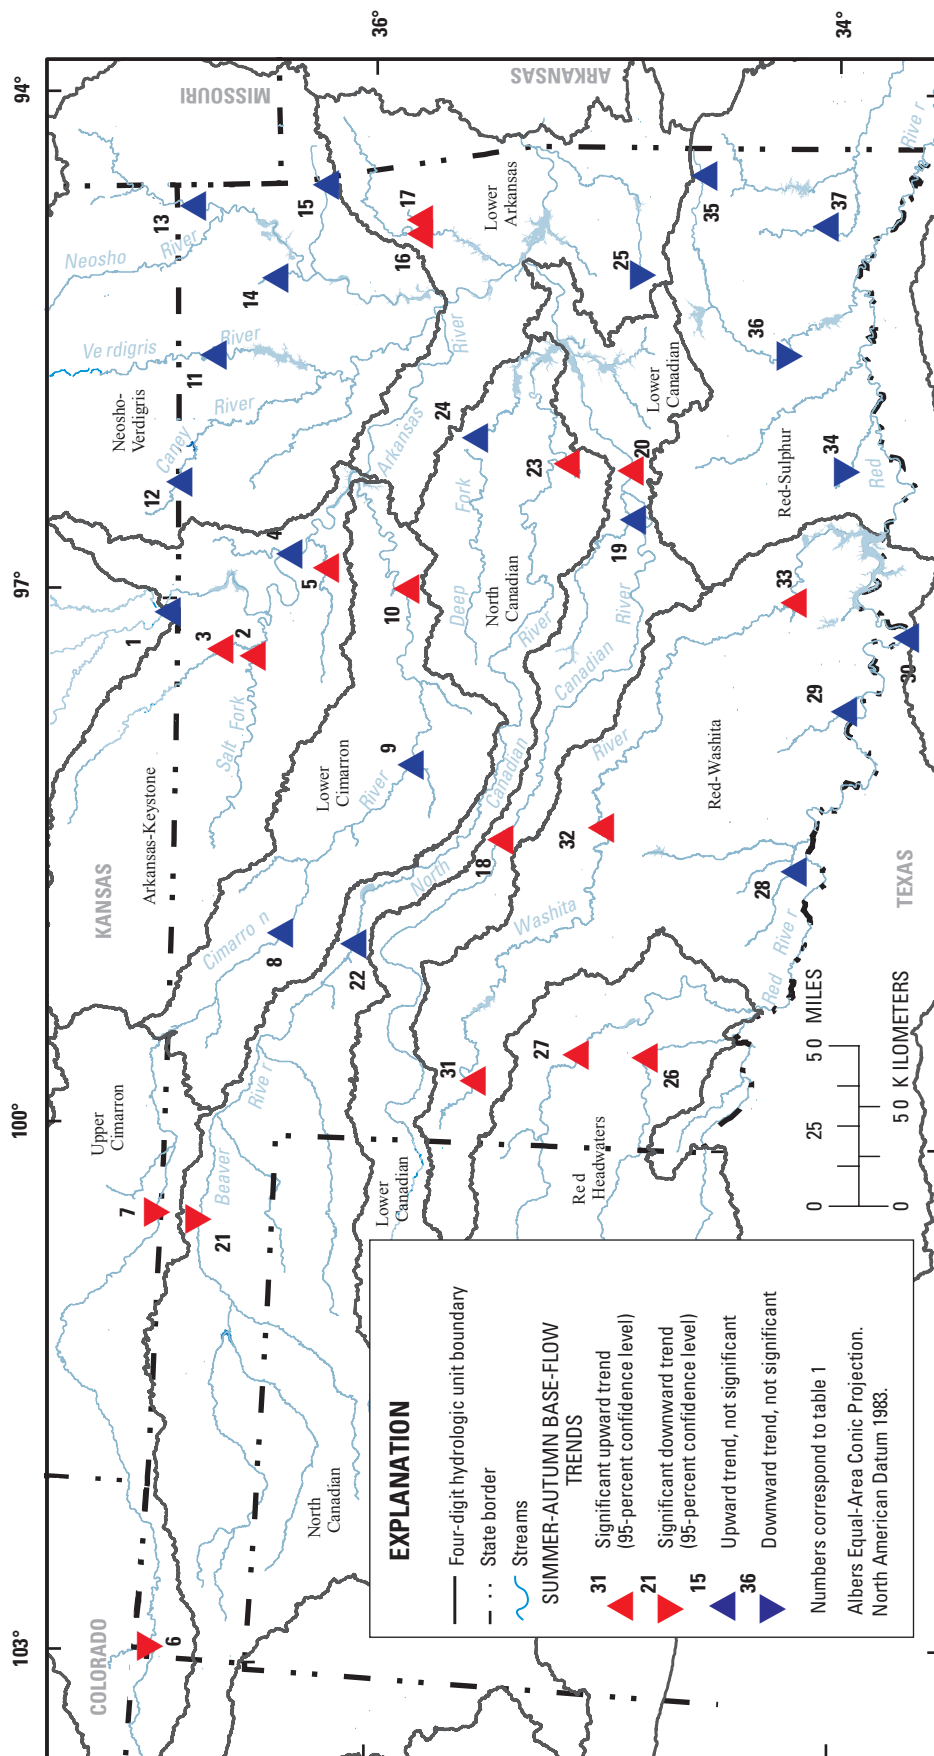 103°
100°
97°
94°
36°
34°
COLORADO
KANSAS
MISSOURI
ARKANSAS
TEXAS
Upper
Cimarron
Arkansas-Keystone
Neosho-
Verdigris
Lower
Cimarron
North
Canadian
North
Canadian
Lower
Canadian
Lower
Canadian
Lower
Arkansas
Red
Headwaters
Red-Washita
Red-Sulphur
Beaver
River
Cimarron
River
Salt Fork
Arkansas
River
Caney
River
Verdigris
River
Neosho
River
North
Canadian
River
Deep
Fork
Canadian
River
Washita
River
Red River
Red
River
1
2
3
4
5
6
7
8
9
10
11
12
13
14
15
16
17
18
19
20
21
22
23
24
25
26
27
28
29
30
31
32
33
34
35
36
37
0 25 50 MILES
0 50 KILOMETERS
EXPLANATION
Four-digit hydrologic unit boundary
State border
Streams
SUMMER-AUTUMN BASE-FLOW
TRENDS
31 Significant upward trend
(95-percent confidence level)
21 Significant downward trend
(95-percent confidence level)
15 Upward trend, not significant
36 Downward trend, not significant
Numbers correspond to table 1
Albers Equal-Area Conic Projection.
North American Datum 1983.